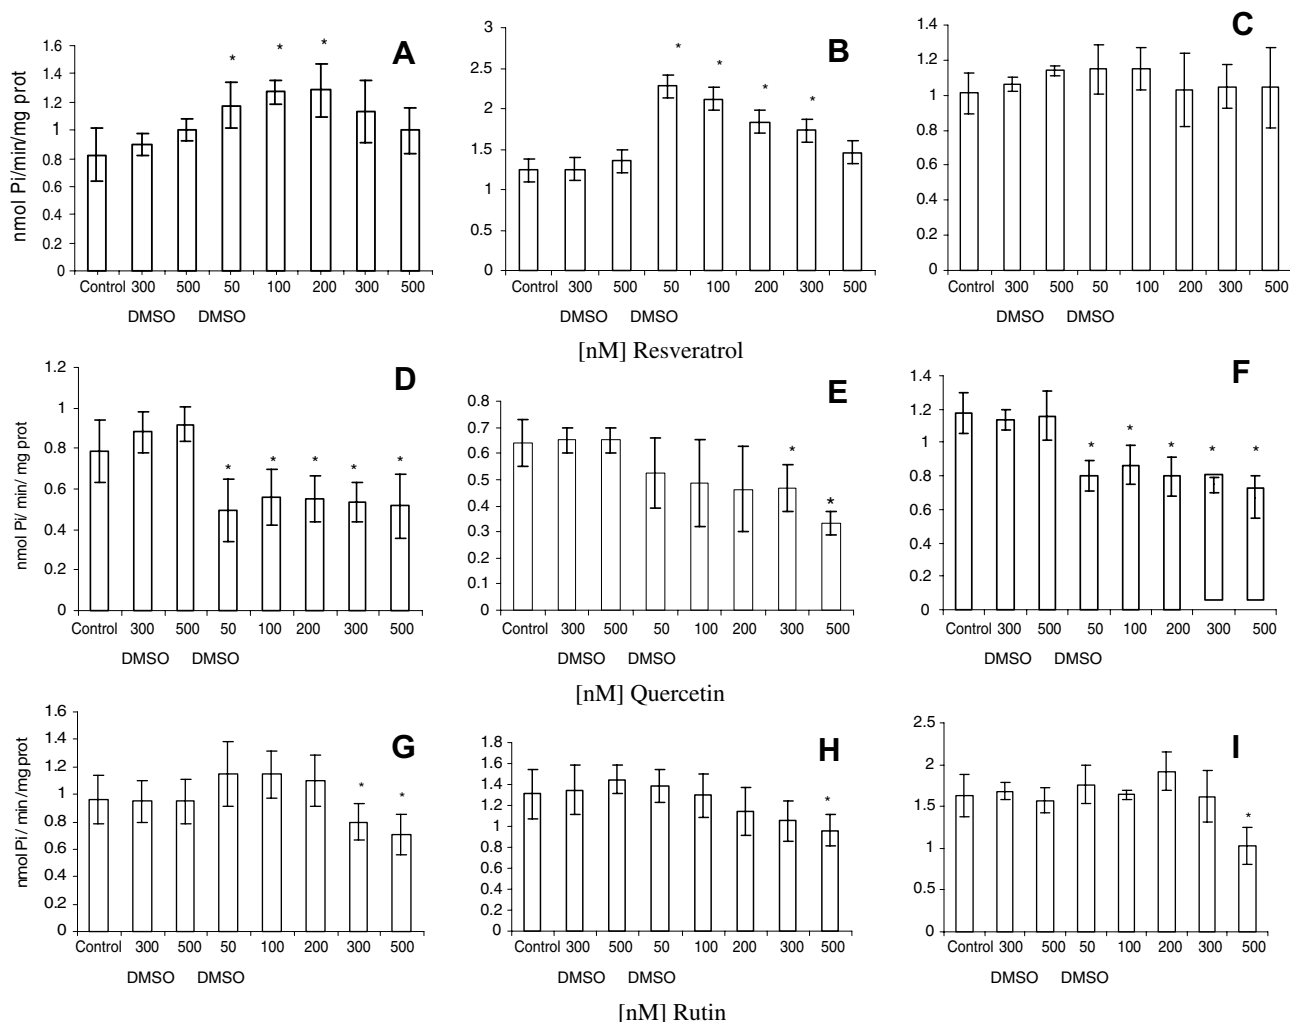 A
nmol Pi/min/mg prot
1.6
1.4
1.2
1
0.8
0.6
0.4
0.2
0
* * *
Control 300 500 50 100 200 300 500
DMSO DMSO
B
3
2.5
2
1.5
1
0.5
0
* * * *
Control 300 500 50 100 200 300 500
DMSO DMSO
C
1.4
1.2
1
0.8
0.6
0.4
0.2
0
Control 300 500 50 100 200 300 500
DMSO DMSO
[nM] Resveratrol
D
nmol Pi/ min/ mg prot
1.2
1
0.8
0.6
0.4
0.2
0
* * * * *
Control 300 500 50 100 200 300 500
DMSO DMSO
E
0.8
0.7
0.6
0.5
0.4
0.3
0.2
0.1
0
* *
Control 300 500 50 100 200 300 500
DMSO DMSO
F
1.4
1.2
1
0.8
0.6
0.4
0.2
0
* * * * *
Control 300 500 50 100 200 300 500
DMSO DMSO
[nM] Quercetin
G
nmol Pi/ min /mg prot
1.6
1.4
1.2
1
0.8
0.6
0.4
0.2
0
* *
Control 300 500 50 100 200 300 500
DMSO DMSO
H
1.8
1.6
1.4
1.2
1
0.8
0.6
0.4
0.2
0
*
Control 300 500 50 100 200 300 500
DMSO DMSO
I
2.5
2
1.5
1
0.5
0
*
Control 300 500 50 100 200 300 500
DMSO DMSO
[nM] Rutin